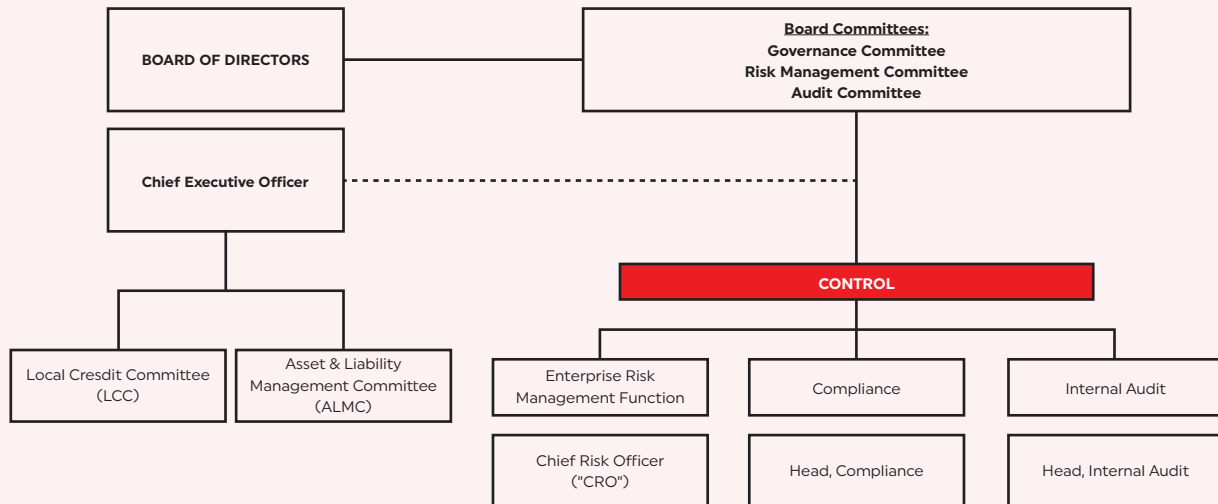 BOARD OF DIRECTORS
Board Committees:
Governance Committee
Risk Management Committee
Audit Committee
Chief Executive Officer
CONTROL
Local Cresdit Committee
(LCC)
Asset & Liability
Management Committee
(ALMC)
Enterprise Risk
Management Function
Compliance
Internal Audit
Chief Risk Officer
("CRO")
Head, Compliance
Head, Internal Audit